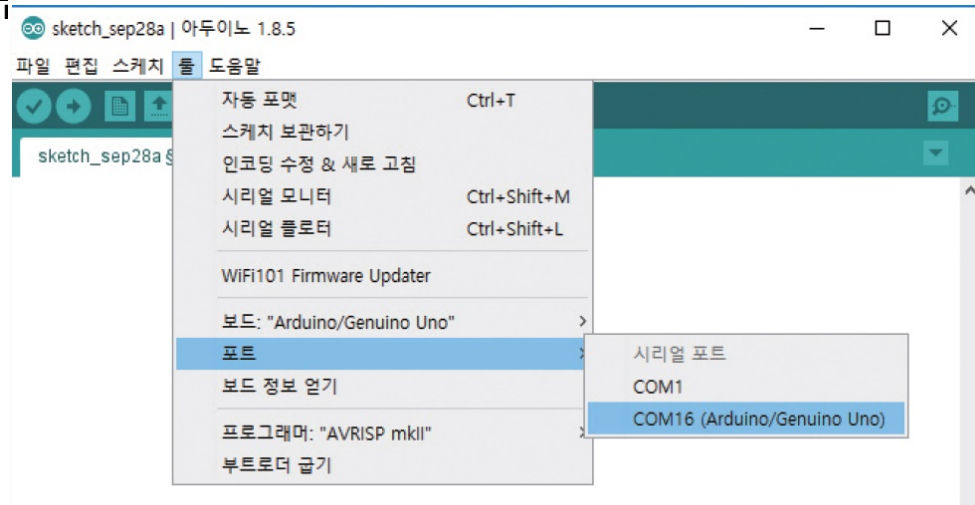 sketch_sep28a | 아두이노 1.8.5
파일 편집 스케치 툴 도움말
sketch_sep28a §
자동 포맷 Ctrl+T
스케치 보관하기
인코딩 수정 & 새로 고침
시리얼 모니터 Ctrl+Shift+M
시리얼 플로터 Ctrl+Shift+L
WiFi101 Firmware Updater
보드: "Arduino/Genuino Uno"
포트
보드 정보 얻기
프로그래머: "AVRISP mkII"
부트로더 굽기
시리얼 포트
COM1
COM16 (Arduino/Genuino Uno)